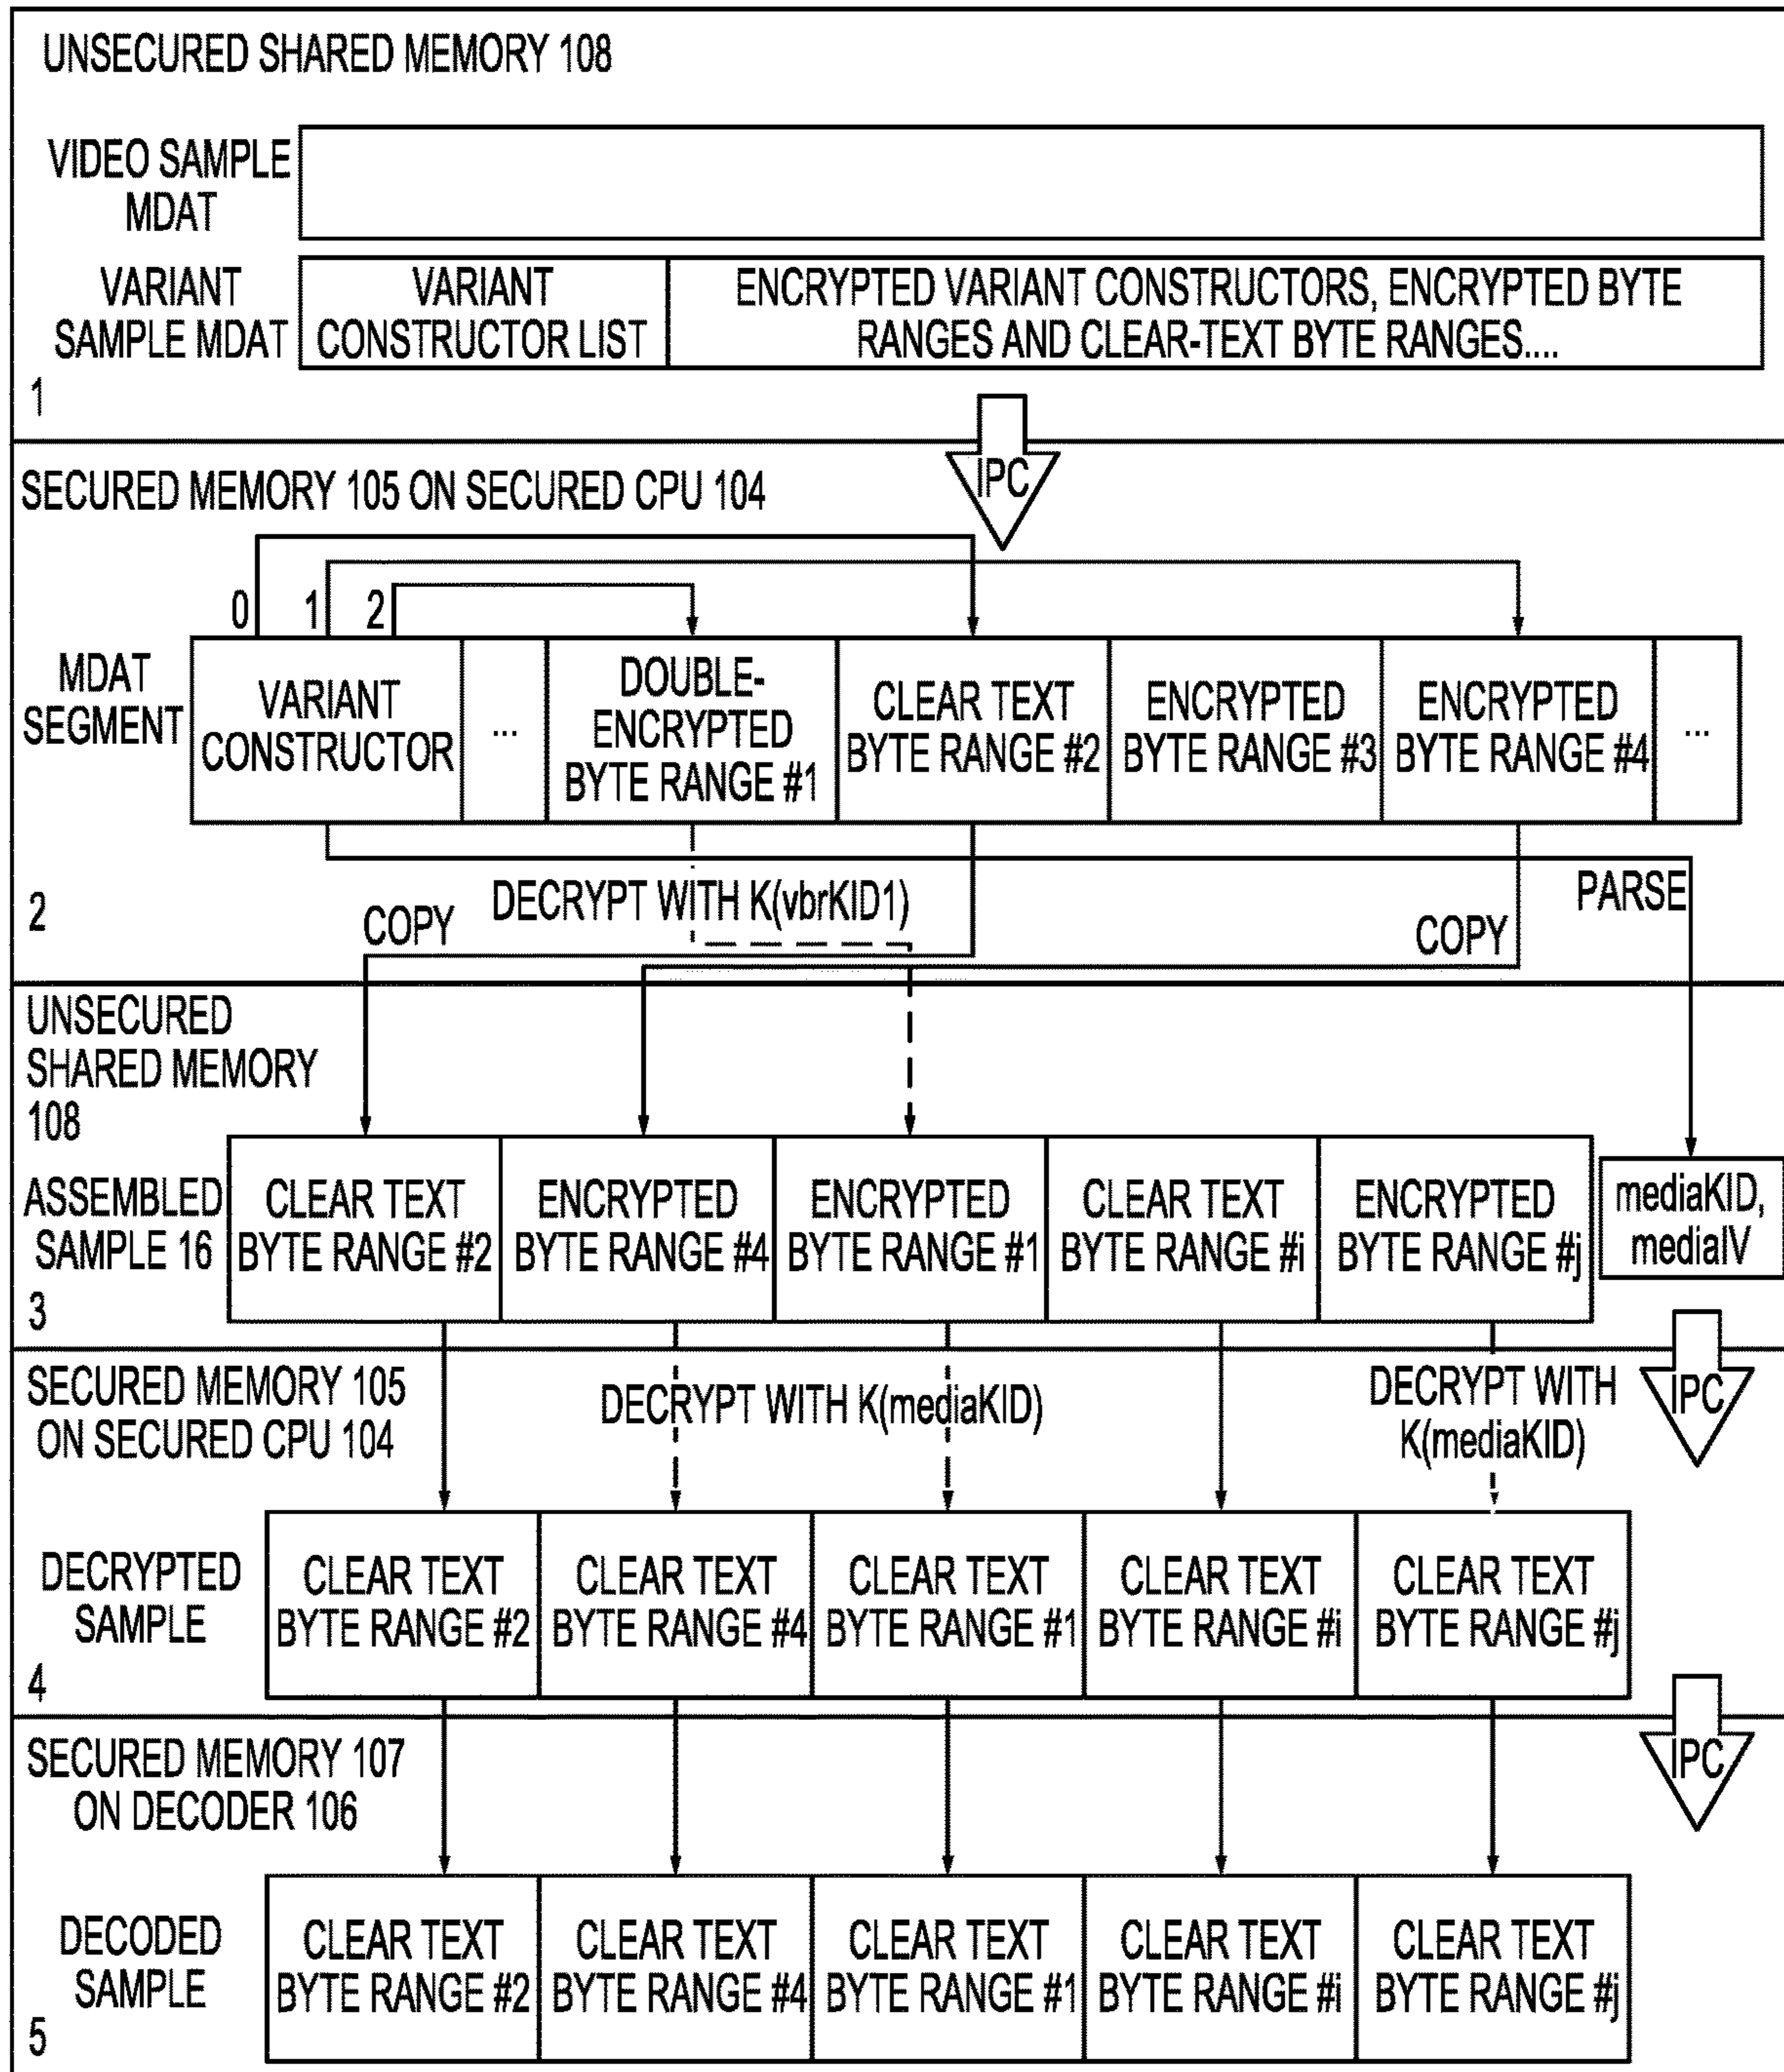 UNSECURED SHARED MEMORY 108
VIDEO SAMPLE
MDAT
VARIANT
SAMPLE MDAT
VARIANT
CONSTRUCTOR LIST
ENCRYPTED VARIANT CONSTRUCTORS, ENCRYPTED BYTE
RANGES AND CLEAR-TEXT BYTE RANGES....
1
IPC
SECURED MEMORY 105 ON SECURED CPU 104
0
1
2
MDAT
SEGMENT
VARIANT
CONSTRUCTOR
...
DOUBLE-
ENCRYPTED
BYTE RANGE #1
CLEAR TEXT
BYTE RANGE #2
ENCRYPTED
BYTE RANGE #3
ENCRYPTED
BYTE RANGE #4
...
2
COPY
DECRYPT WITH K(vbrKID1)
COPY
PARSE
UNSECURED
SHARED MEMORY
108
ASSEMBLED
SAMPLE 16
CLEAR TEXT
BYTE RANGE #2
ENCRYPTED
BYTE RANGE #4
ENCRYPTED
BYTE RANGE #1
CLEAR TEXT
BYTE RANGE #i
ENCRYPTED
BYTE RANGE #j
mediaKID,
mediaIV
3
SECURED MEMORY 105
ON SECURED CPU 104
DECRYPT WITH K(mediaKID)
DECRYPT WITH
K(mediaKID)
IPC
DECRYPTED
SAMPLE
CLEAR TEXT
BYTE RANGE #2
CLEAR TEXT
BYTE RANGE #4
CLEAR TEXT
BYTE RANGE #1
CLEAR TEXT
BYTE RANGE #i
CLEAR TEXT
BYTE RANGE #j
4
SECURED MEMORY 107
ON DECODER 106
IPC
DECODED
SAMPLE
CLEAR TEXT
BYTE RANGE #2
CLEAR TEXT
BYTE RANGE #4
CLEAR TEXT
BYTE RANGE #1
CLEAR TEXT
BYTE RANGE #i
CLEAR TEXT
BYTE RANGE #j
5